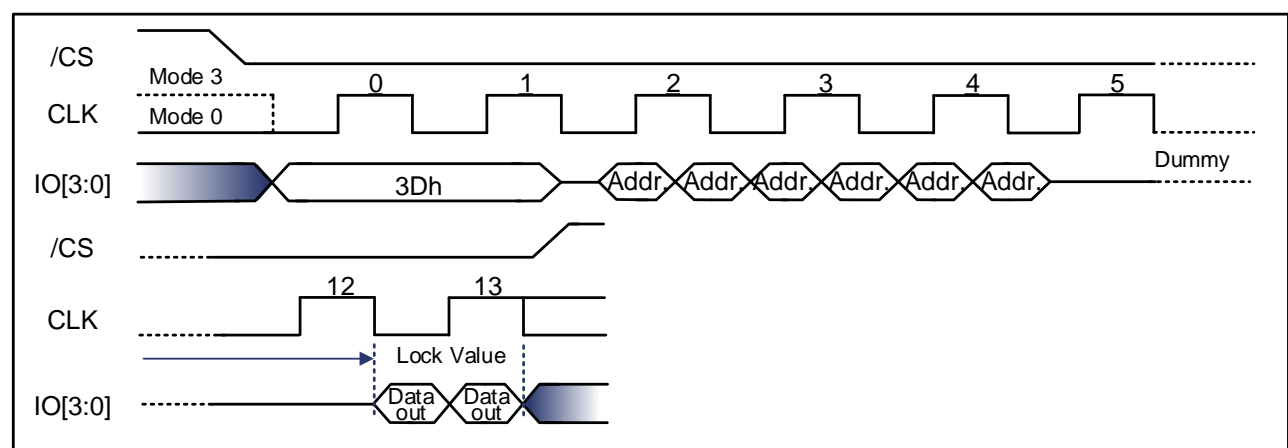 /CS
Mode 3
0 1 2 3 4 5
CLK
Mode 0
Dummy
IO[3:0]
3Dh
Addr. Addr. Addr. Addr. Addr. Addr.
/CS
12 13
CLK
Lock Value
IO[3:0]
Data out
Data out